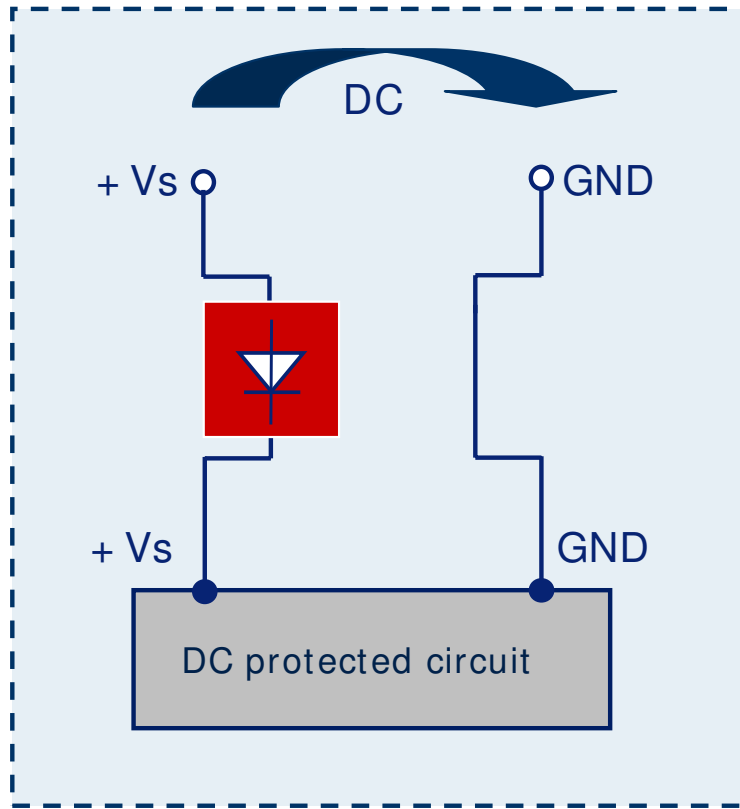 DC
+ Vs
GND
+ Vs
GND
DC protected circuit